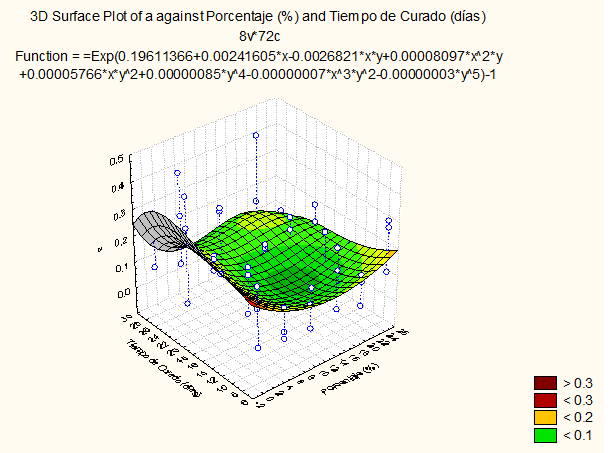 3D Surface Plot of a against Porcentaje (%) and Tiempo de Curado (días)
8v*72c
Function = =Exp(0.19611366+0.00241605*x-0.0026821*x*y+0.00008097*x^2*y
+0.00005766*x*y^2+0.00000085*y^4-0.00000007*x^3*y^2-0.00000003*y^5)-1
0.5
0.4
0.3
0.2
0.1
0.0
a
Tiempo de Curado (días)
Porcentaje (%)
> 0.3
< 0.3
< 0.2
< 0.1